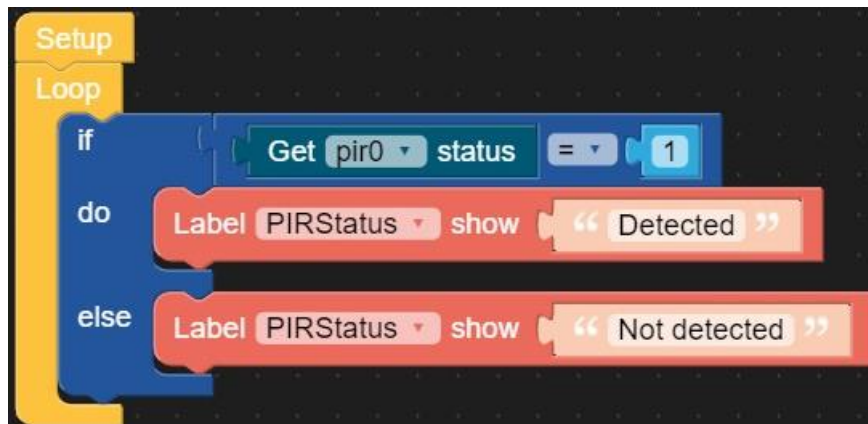 Setup
Loop
if Get pir0 status = 1
do Label PIRStatus show “ Detected ”
else Label PIRStatus show “ Not detected ”